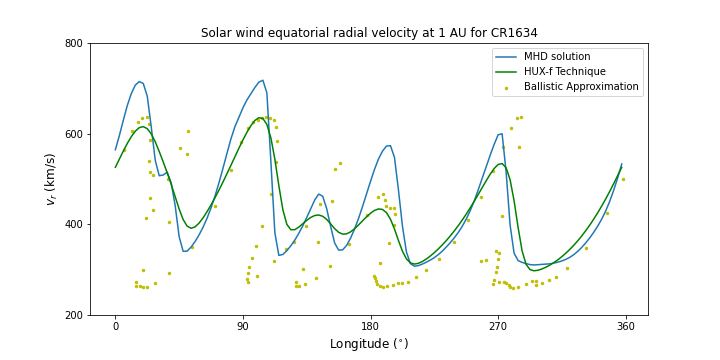 Solar wind equatorial radial velocity at 1 AU for CR1634
MHD solution
HUX-f Technique
Ballistic Approximation
800
600
400
200
v_r (km/s)
0 90 180 270 360
Longitude (°)